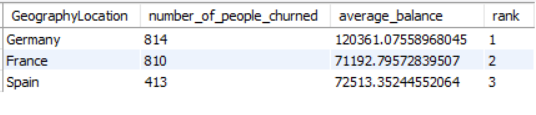 GeographyLocation number_of_people_churned average_balance rank
Germany 814 120361.07558968045 1
France 810 71192.79572839507 2
Spain 413 72513.35244552064 3